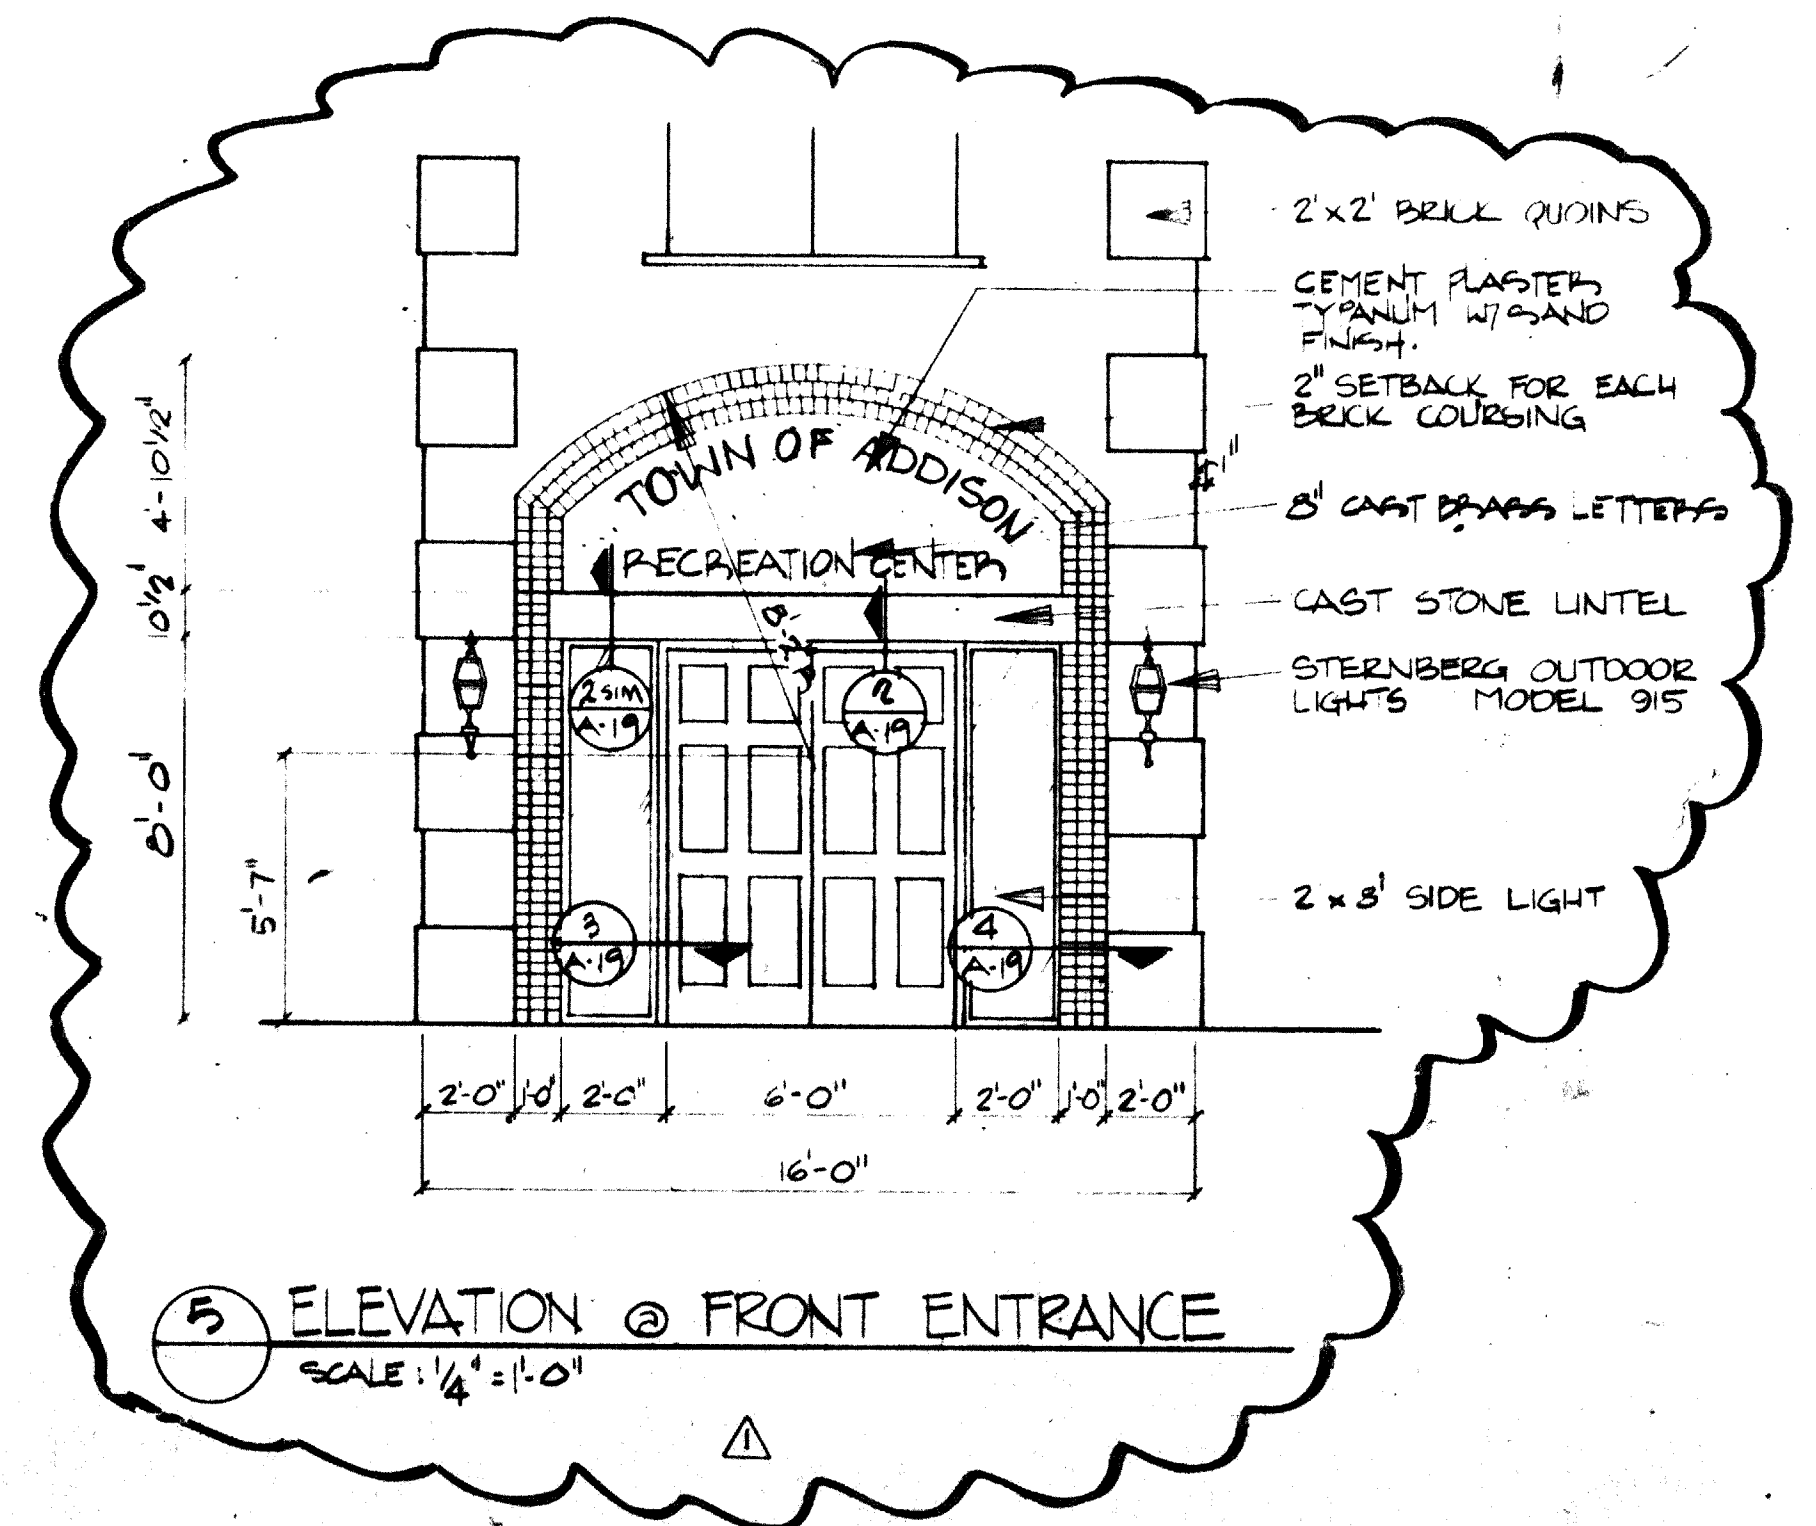 2'x2' BRICK QUOINS
CEMENT PLASTER
TYPANUM W/ SAND
FINISH.
2" SETBACK FOR EACH
BRICK COURSING
8" CAST BRASS LETTERS
CAST STONE LINTEL
STERNBERG OUTDOOR
LIGHTS MODEL 915
2 x 8' SIDE LIGHT
TOWN OF ADDISON
RECREATION CENTER
4'-10 1/2"
10 1/2"
8'-0"
5'-7"
2 SIM
A-19
2
A-19
3
A-19
4
A-19
2'-0" 1'-0" 2'-0" 6'-0" 2'-0" 1'-0" 2'-0"
16'-0"
5
ELEVATION @ FRONT ENTRANCE
SCALE: 1/4" = 1'-0"
1